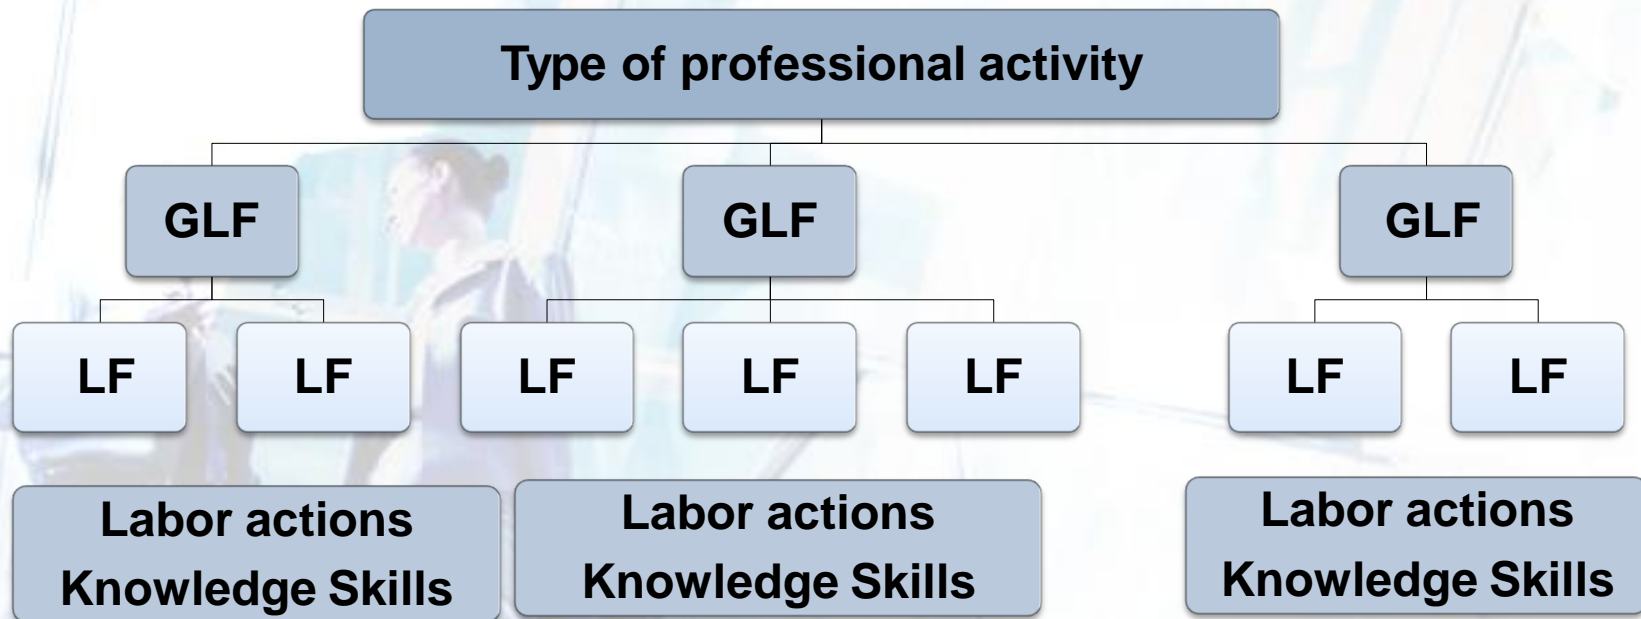 Type of professional activity
GLF GLF GLF
LF LF LF LF LF LF LF
Labor actions
Knowledge Skills
Labor actions
Knowledge Skills
Labor actions
Knowledge Skills